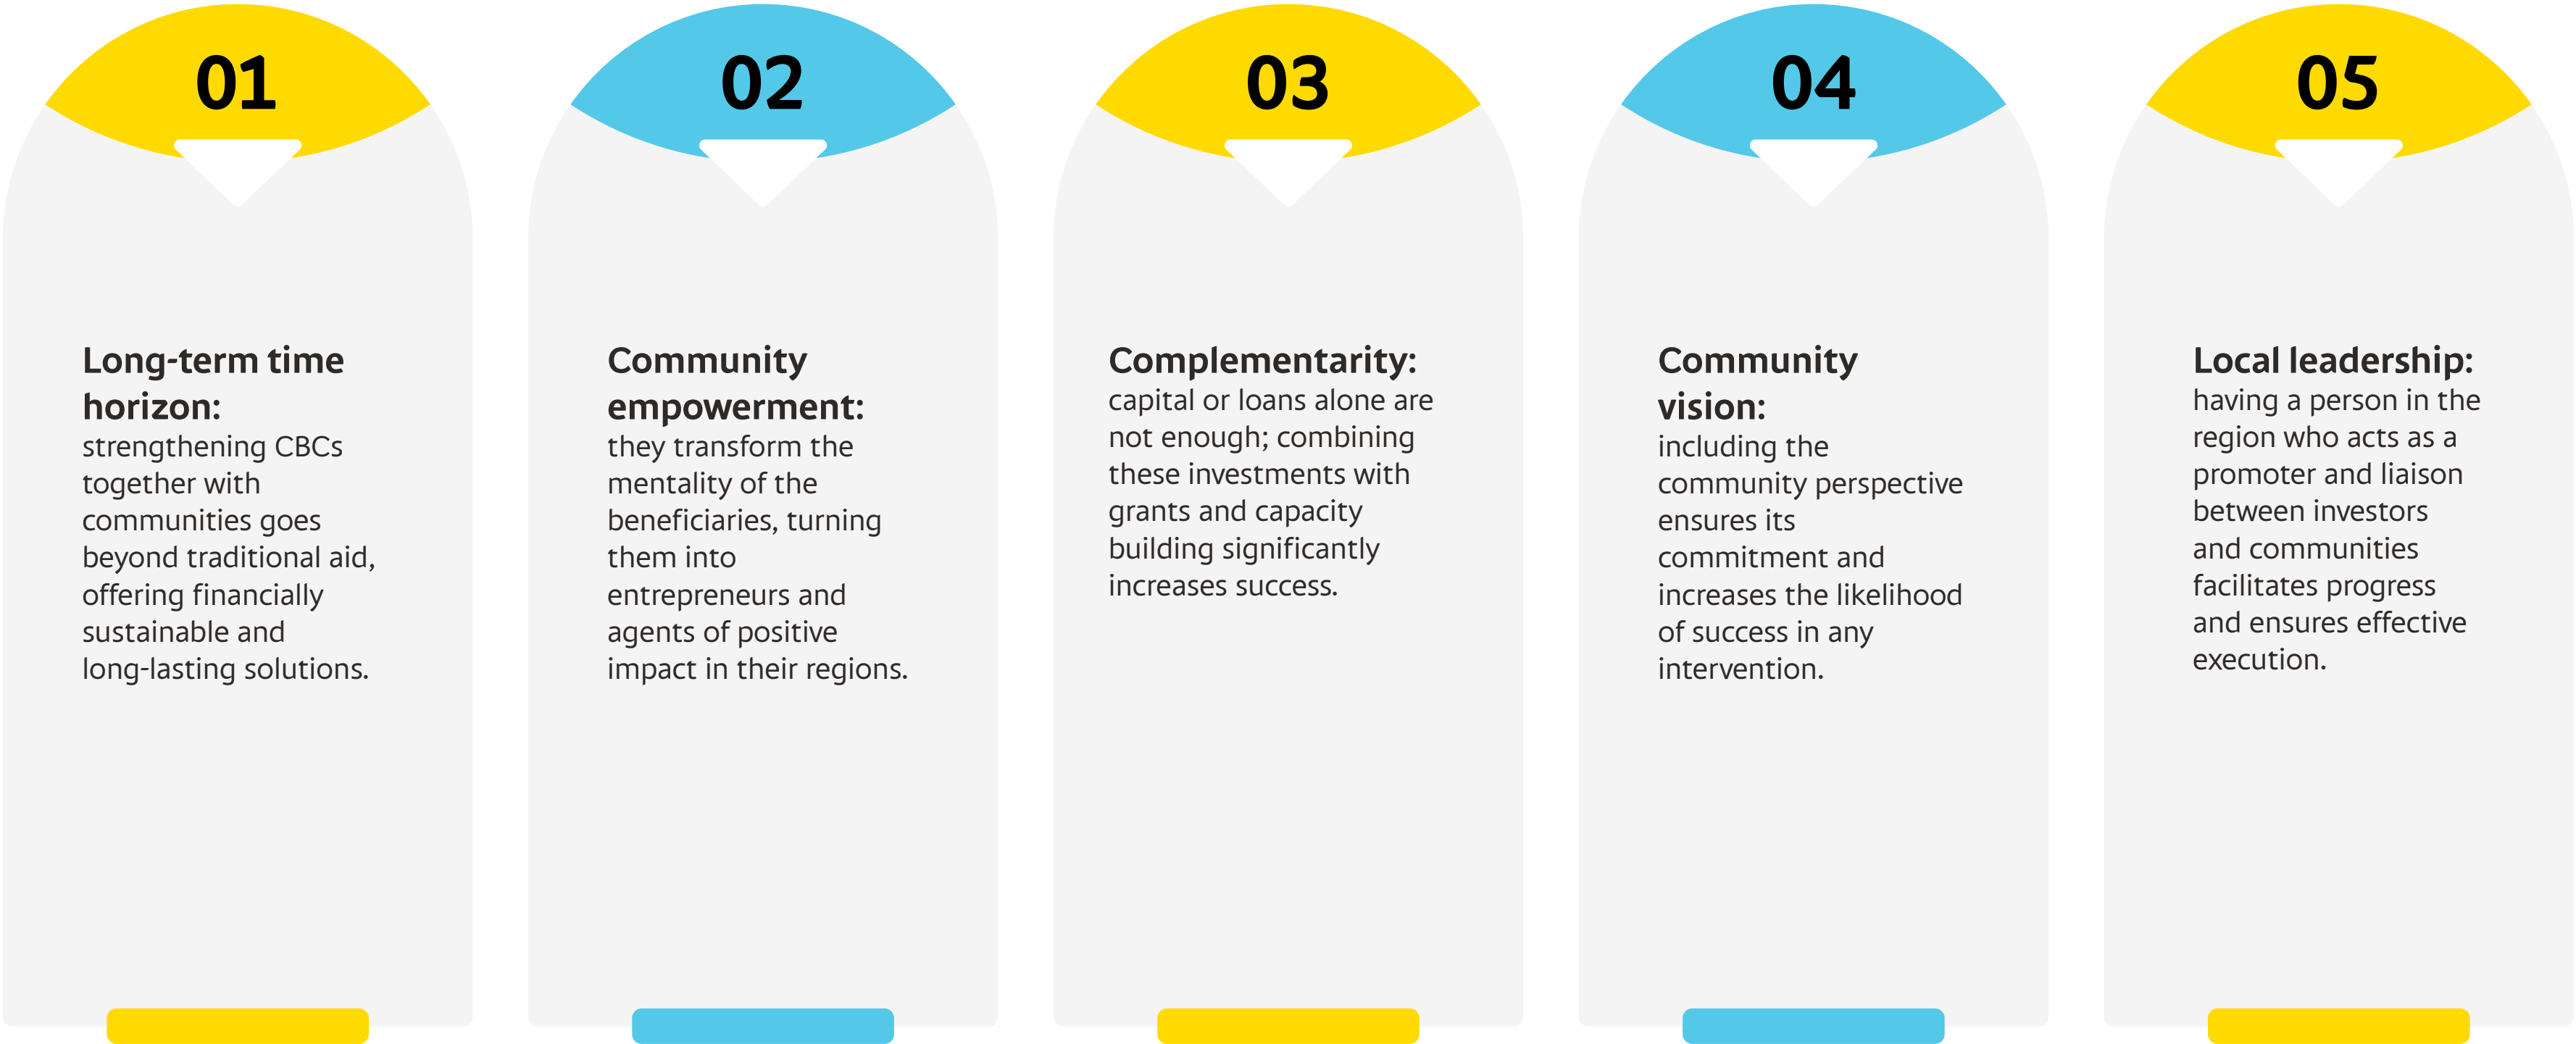 01
Long-term time
horizon:
strengthening CBCs
together with
communities goes
beyond traditional aid,
offering financially
sustainable and
long-lasting solutions.
02
Community
empowerment:
they transform the
mentality of the
beneficiaries, turning
them into
entrepreneurs and
agents of positive
impact in their regions.
03
Complementarity:
capital or loans alone are
not enough; combining
these investments with
grants and capacity
building significantly
increases success.
04
Community
vision:
including the
community perspective
ensures its
commitment and
increases the likelihood
of success in any
intervention.
05
Local leadership:
having a person in the
region who acts as a
promoter and liaison
between investors
and communities
facilitates progress
and ensures effective
execution.